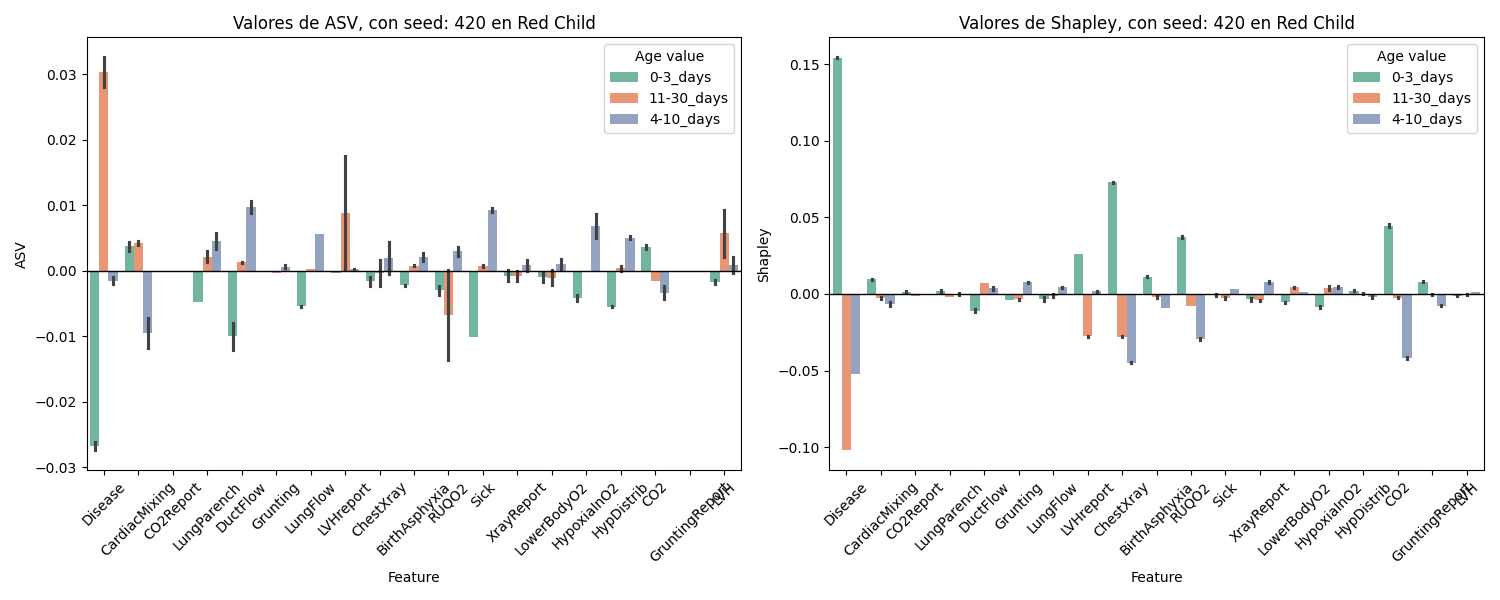 Valores de ASV, con seed: 420 en Red Child
Age value
0-3_days
11-30_days
4-10_days
0.03
0.02
0.01
0.00
−0.01
−0.02
−0.03
ASV
Disease
CardiacMixing
CO2Report
LungParench
DuctFlow
Grunting
LungFlow
LVHreport
ChestXray
BirthAsphyxia
RUQO2
Sick
XrayReport
LowerBodyO2
HypoxiaInO2
HypDistrib
CO2
GruntingReport
LVH
Feature
Valores de Shapley, con seed: 420 en Red Child
Age value
0-3_days
11-30_days
4-10_days
0.15
0.10
0.05
0.00
−0.05
−0.10
Shapley
Disease
CardiacMixing
CO2Report
LungParench
DuctFlow
Grunting
LungFlow
LVHreport
ChestXray
BirthAsphyxia
RUQO2
Sick
XrayReport
LowerBodyO2
HypoxiaInO2
HypDistrib
CO2
GruntingReport
LVH
Feature